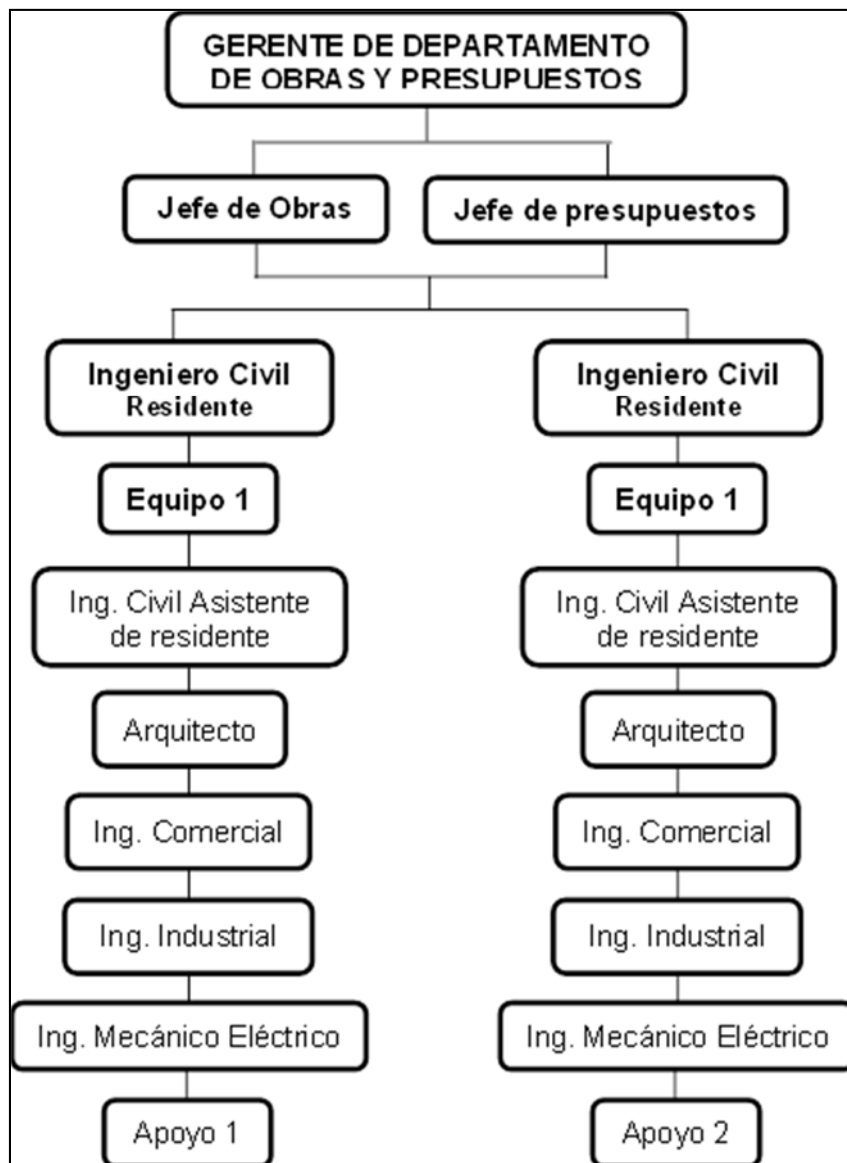 GERENTE DE DEPARTAMENTO
DE OBRAS Y PRESUPUESTOS
Jefe de Obras
Jefe de presupuestos
Ingeniero Civil
Residente
Ingeniero Civil
Residente
Equipo 1
Equipo 1
Ing. Civil Asistente
de residente
Ing. Civil Asistente
de residente
Arquitecto
Arquitecto
Ing. Comercial
Ing. Comercial
Ing. Industrial
Ing. Industrial
Ing. Mecánico Eléctrico
Ing. Mecánico Eléctrico
Apoyo 1
Apoyo 2